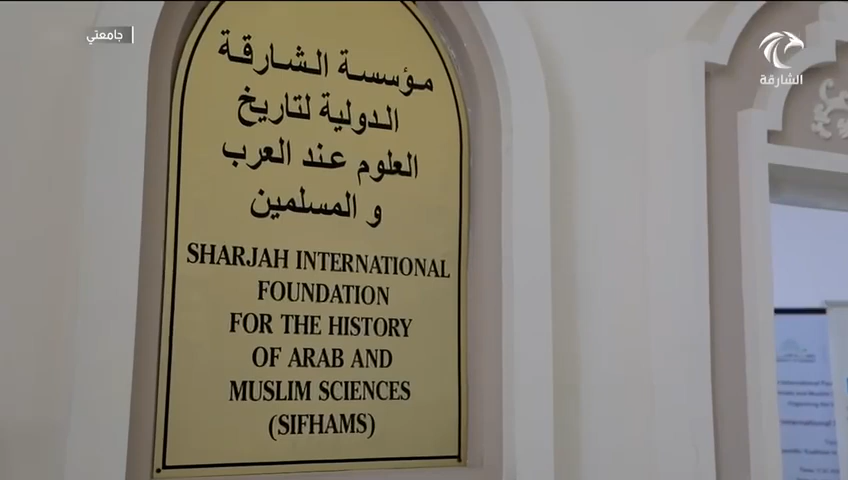 جامعتي
الشارقة
مؤسسة الشارقة
الدولية لتاريخ
العلوم عند العرب
و المسلمين
SHARJAH INTERNATIONAL
FOUNDATION
FOR THE HISTORY
OF ARAB AND
MUSLIM SCIENCES
(SIFHAMS)